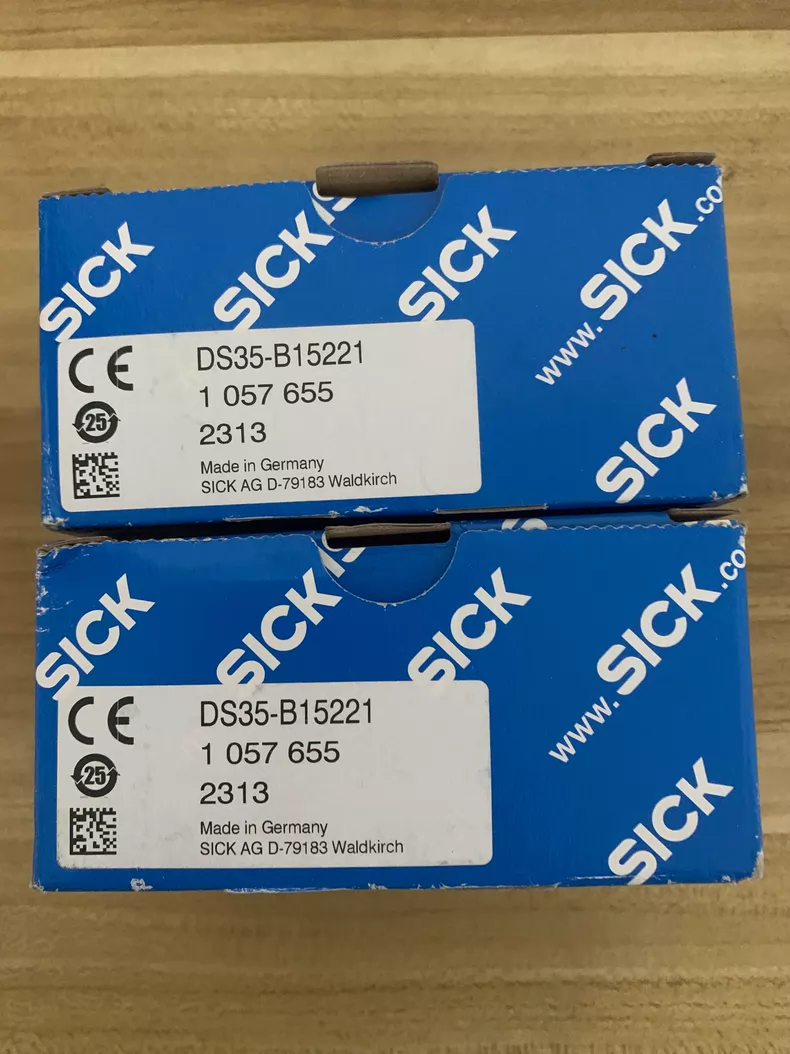 SICK
SICK
SICK
www.SICK.co
SICK
CE
DS35-B15221
1 057 655
25
2313
Made in Germany
SICK AG D-79183 Waldkirch
SICK
SICK
SICK
www.SICK.co
SICK
CE
DS35-B15221
1 057 655
25
2313
Made in Germany
SICK AG D-79183 Waldkirch